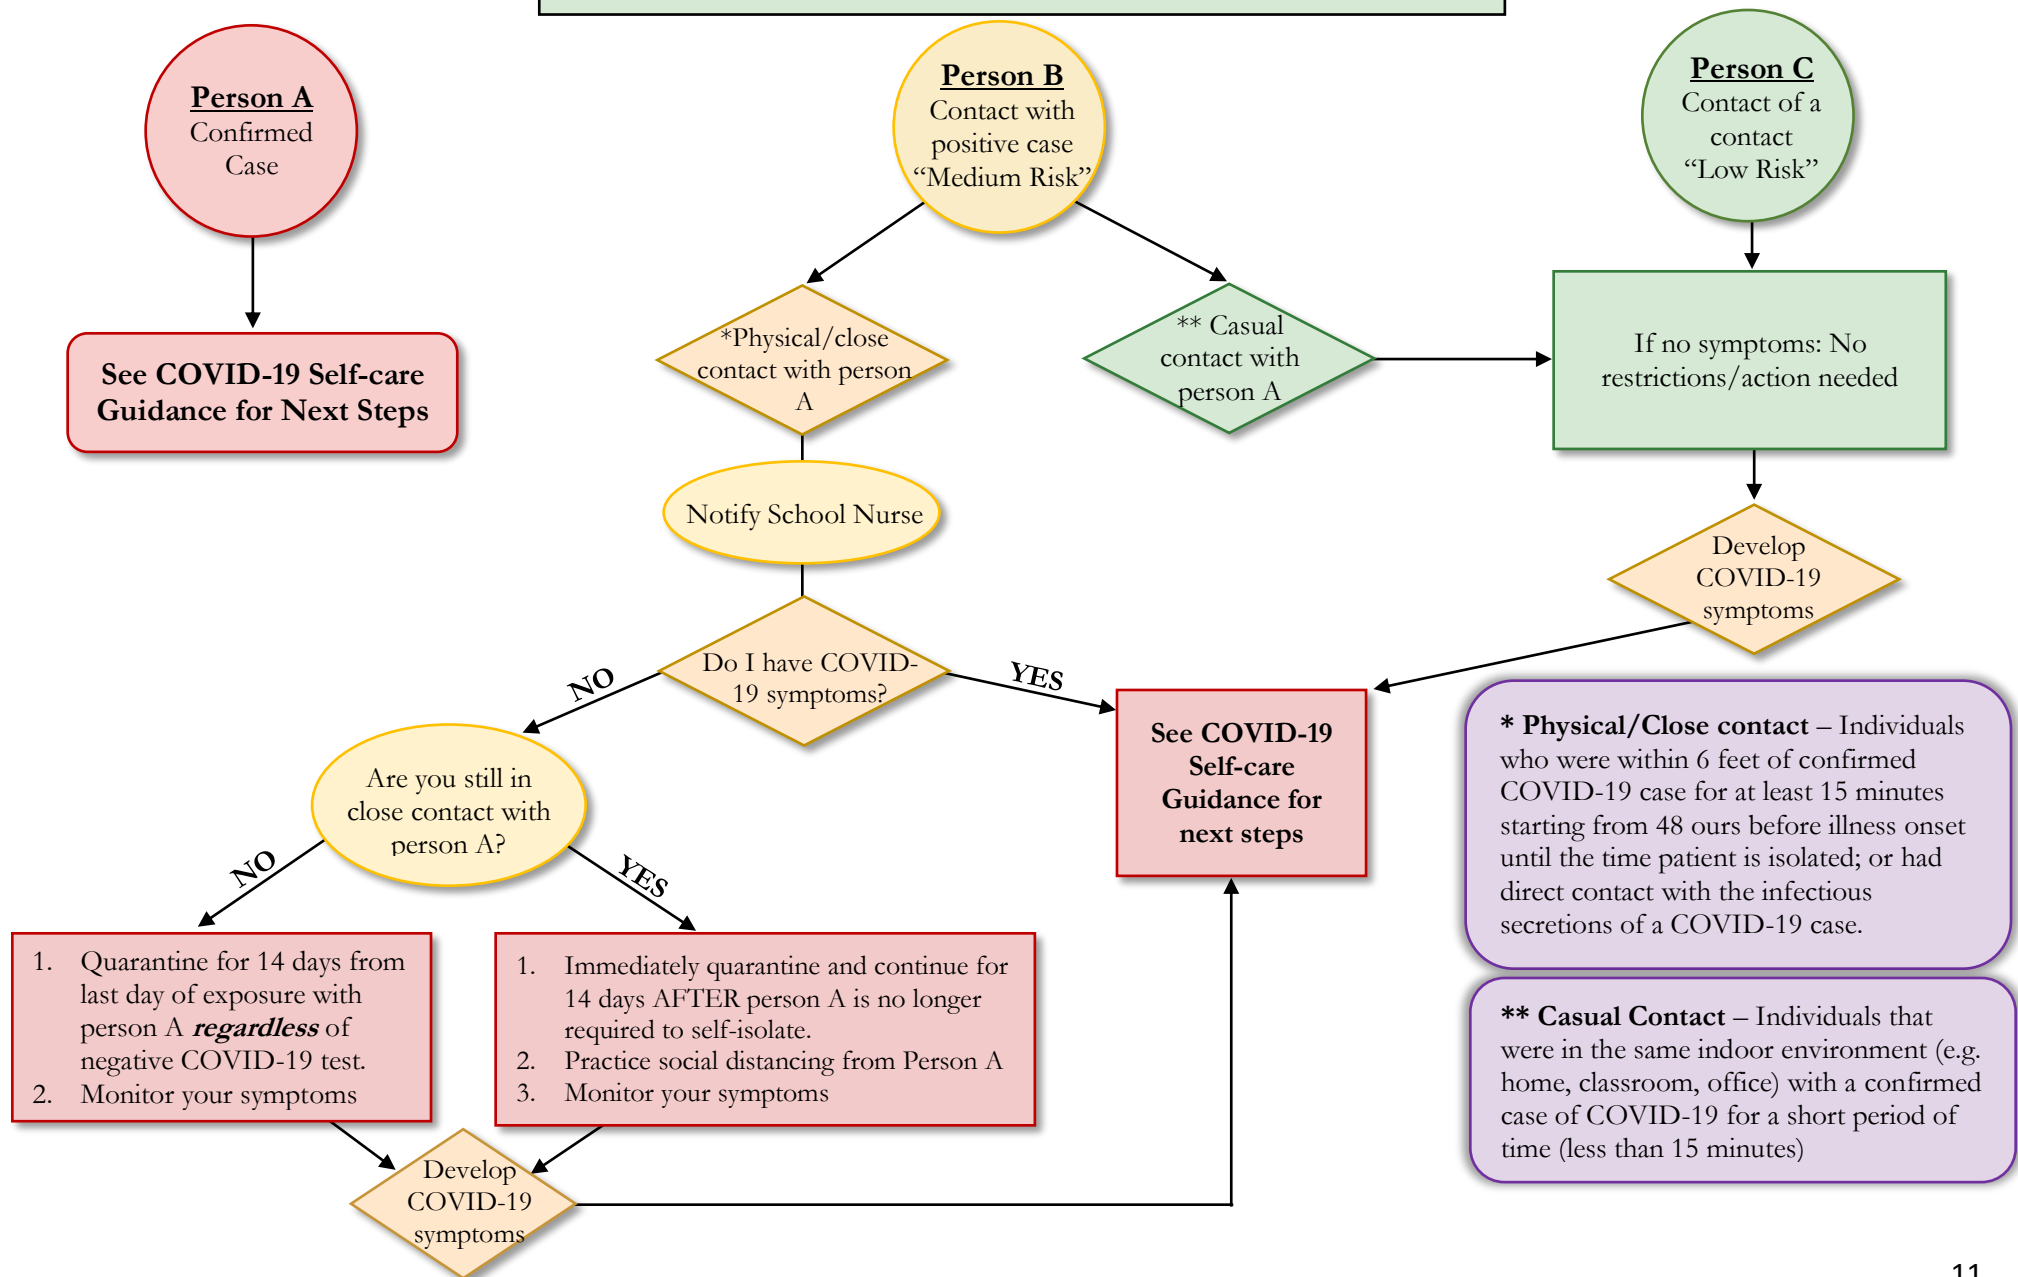 Person A
Confirmed
Case
Person B
Contact with
positive case
“Medium Risk”
Person C
Contact of a
contact
“Low Risk”
See COVID-19 Self-care
Guidance for Next Steps
*Physical/close
contact with person
A
** Casual
contact with
person A
If no symptoms: No
restrictions/action needed
Notify School Nurse
Develop
COVID-19
symptoms
Do I have COVID-
19 symptoms?
NO
YES
Are you still in
close contact with
person A?
See COVID-19
Self-care
Guidance for
next steps
* Physical/Close contact – Individuals
who were within 6 feet of confirmed
COVID-19 case for at least 15 minutes
starting from 48 ours before illness onset
until the time patient is isolated; or had
direct contact with the infectious
secretions of a COVID-19 case.
NO
YES
1. Quarantine for 14 days from
last day of exposure with
person A regardless of
negative COVID-19 test.
2. Monitor your symptoms
1. Immediately quarantine and continue for
14 days AFTER person A is no longer
required to self-isolate.
2. Practice social distancing from Person A
3. Monitor your symptoms
** Casual Contact – Individuals that
were in the same indoor environment (e.g.
home, classroom, office) with a confirmed
case of COVID-19 for a short period of
time (less than 15 minutes)
Develop
COVID-19
symptoms
11